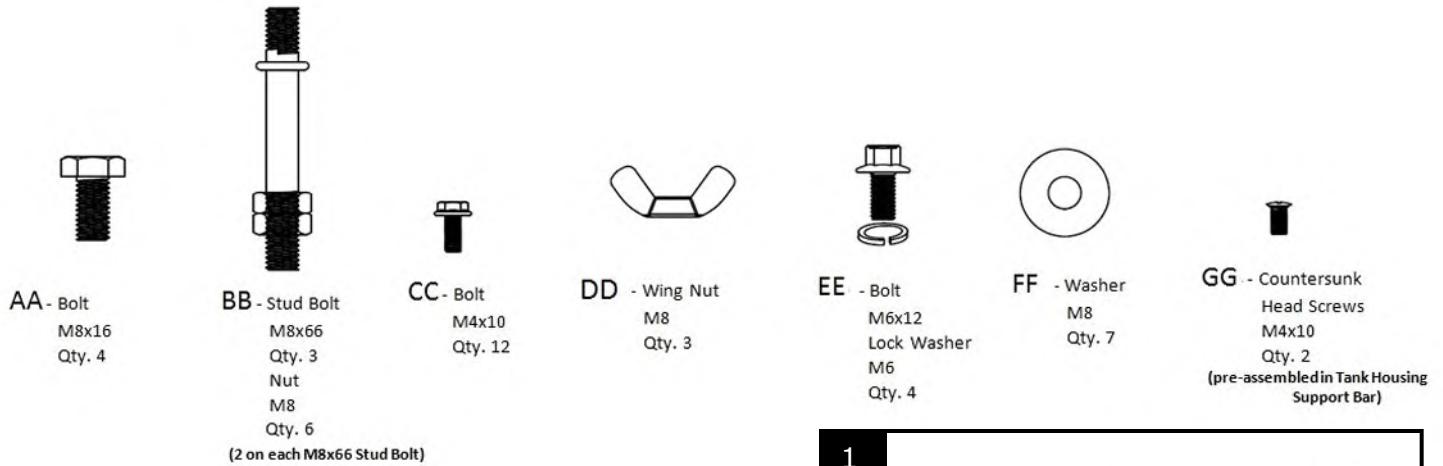 AA - Bolt
M8x16
Qty. 4
BB - Stud Bolt
M8x66
Qty. 3
Nut
M8
Qty. 6
(2 on each M8x66 Stud Bolt)
CC - Bolt
M4x10
Qty. 12
DD - Wing Nut
M8
Qty. 3
EE - Bolt
M6x12
Lock Washer
M6
Qty. 4
FF - Washer
M8
Qty. 7
GG - Countersunk
Head Screws
M4x10
Qty. 2
(pre-assembled in Tank Housing
Support Bar)
1